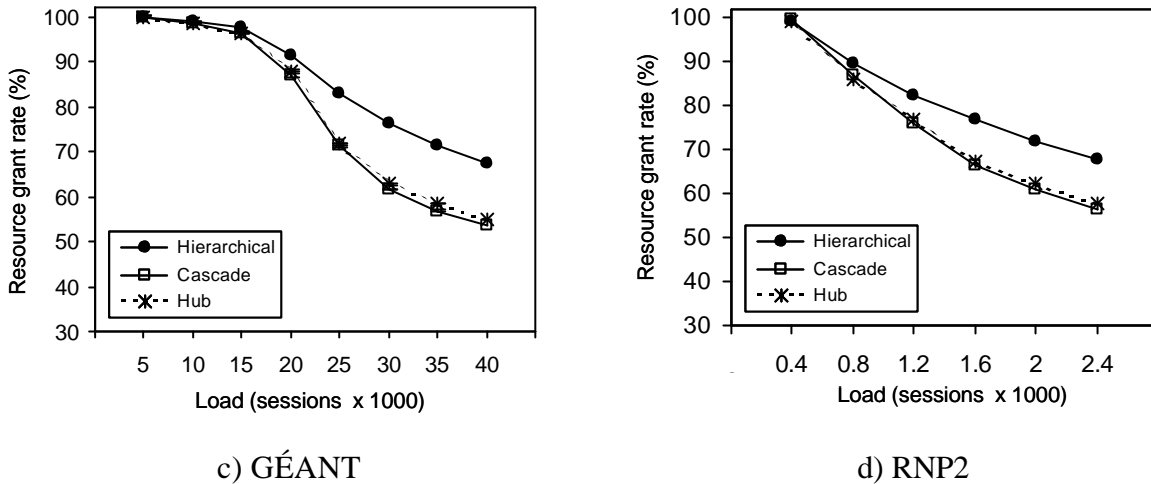 Resource grant rate (%)
100
90
80
70
60
50
40
30
Hierarchical
Cascade
Hub
5 10 15 20 25 30 35 40
Load (sessions x 1000)
c) GÉANT
Resource grant rate (%)
100
90
80
70
60
50
40
30
Hierarchical
Cascade
Hub
0.4 0.8 1.2 1.6 2 2.4
Load (sessions x 1000)
d) RNP2